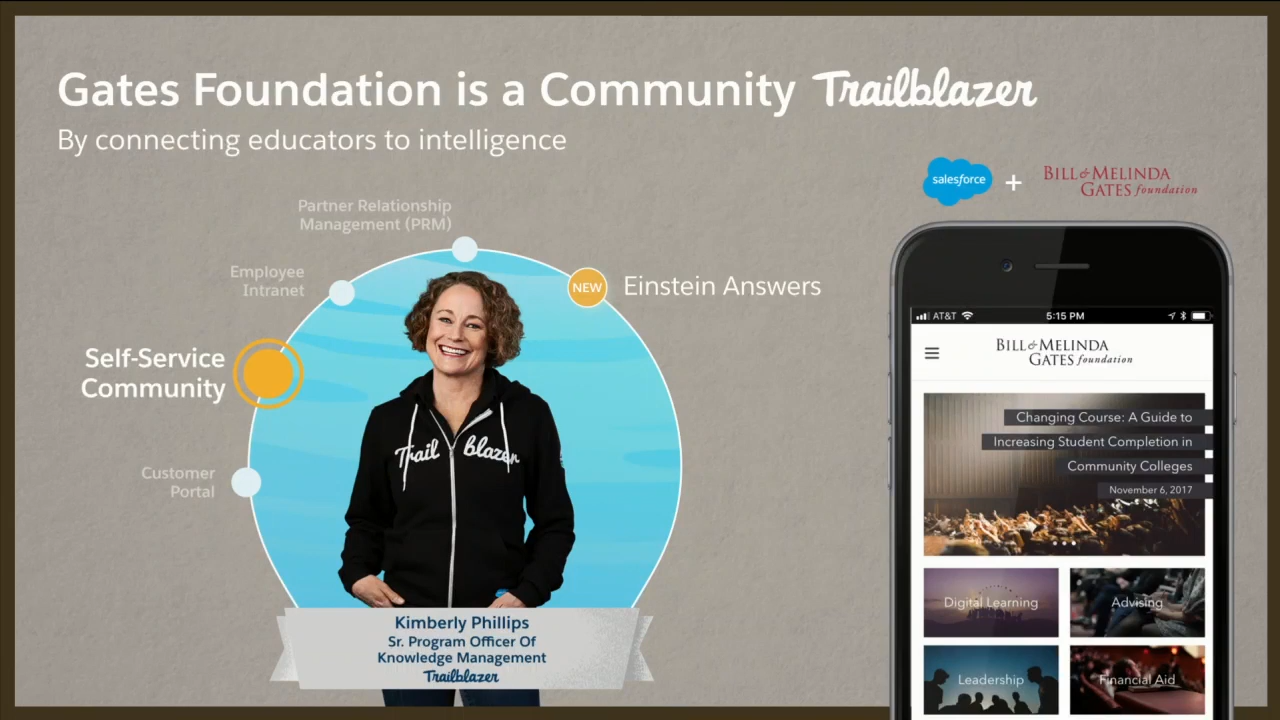 Gates Foundation is a Community Trailblazer
By connecting educators to intelligence
salesforce + BILL & MELINDA
GATES foundation
Partner Relationship
Management (PRM)
Employee
Intranet
NEW Einstein Answers
Self-Service
Community
Customer
Portal
Trail blazer
Kimberly Phillips
Sr. Program Officer Of
Knowledge Management
Trailblazer
AT&T 5:15 PM
BILL & MELINDA
GATES foundation
Changing Course: A Guide to
Increasing Student Completion in
Community Colleges
November 6, 2017
Digital Learning
Advising
Leadership
Financial Aid